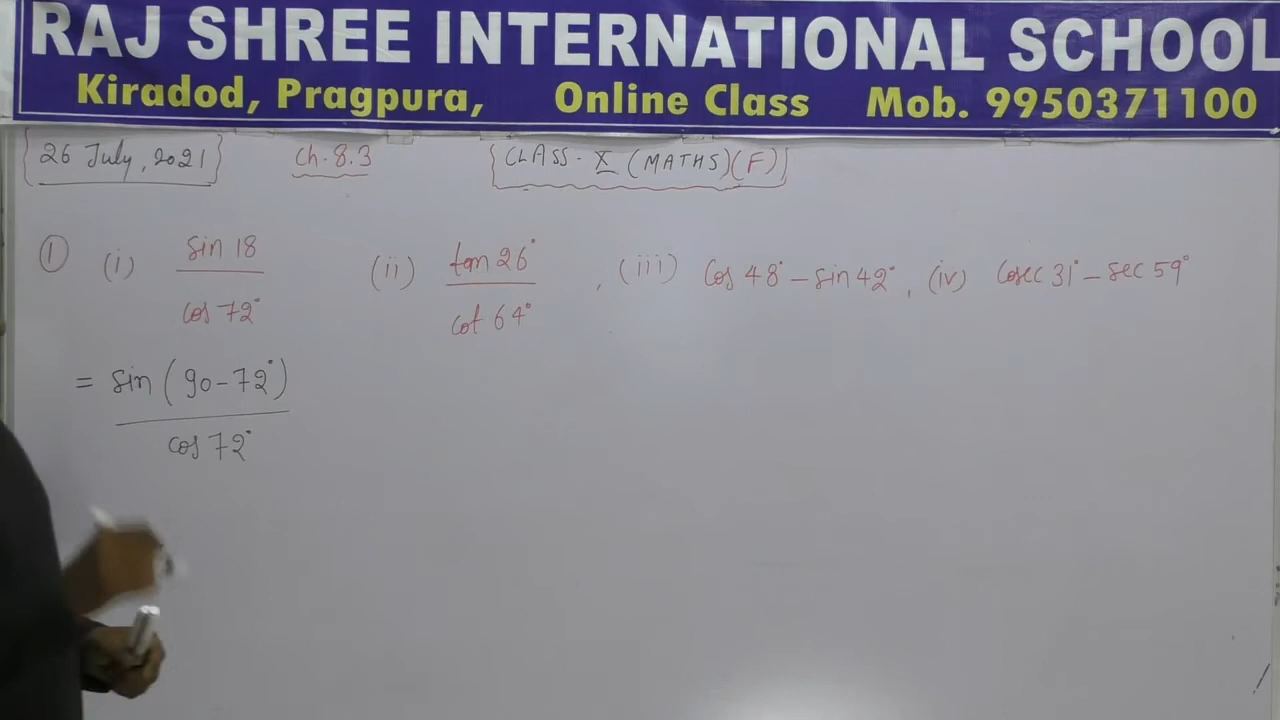 RAJ SHREE INTERNATIONAL SCHOOL
Kiradod, Pragpura, Online Class Mob. 9950371100
[26 July, 2021] Ch-8.3 [CLASS-X (MATHS)(F)]
① (i) sin 18 / cos 72° (ii) tan 26° / cot 64° , (iii) cos 48° - sin 42° , (iv) cosec 31° - sec 59°
= sin (90-72°) / cos 72°